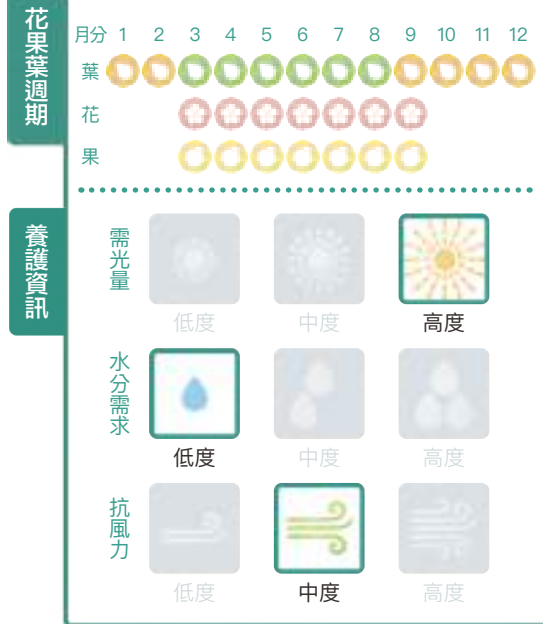 花果葉週期
月分 1 2 3 4 5 6 7 8 9 10 11 12
葉
花
果
養護資訊
需光量
低度 中度 高度
水分需求
低度 中度 高度
抗風力
低度 中度 高度